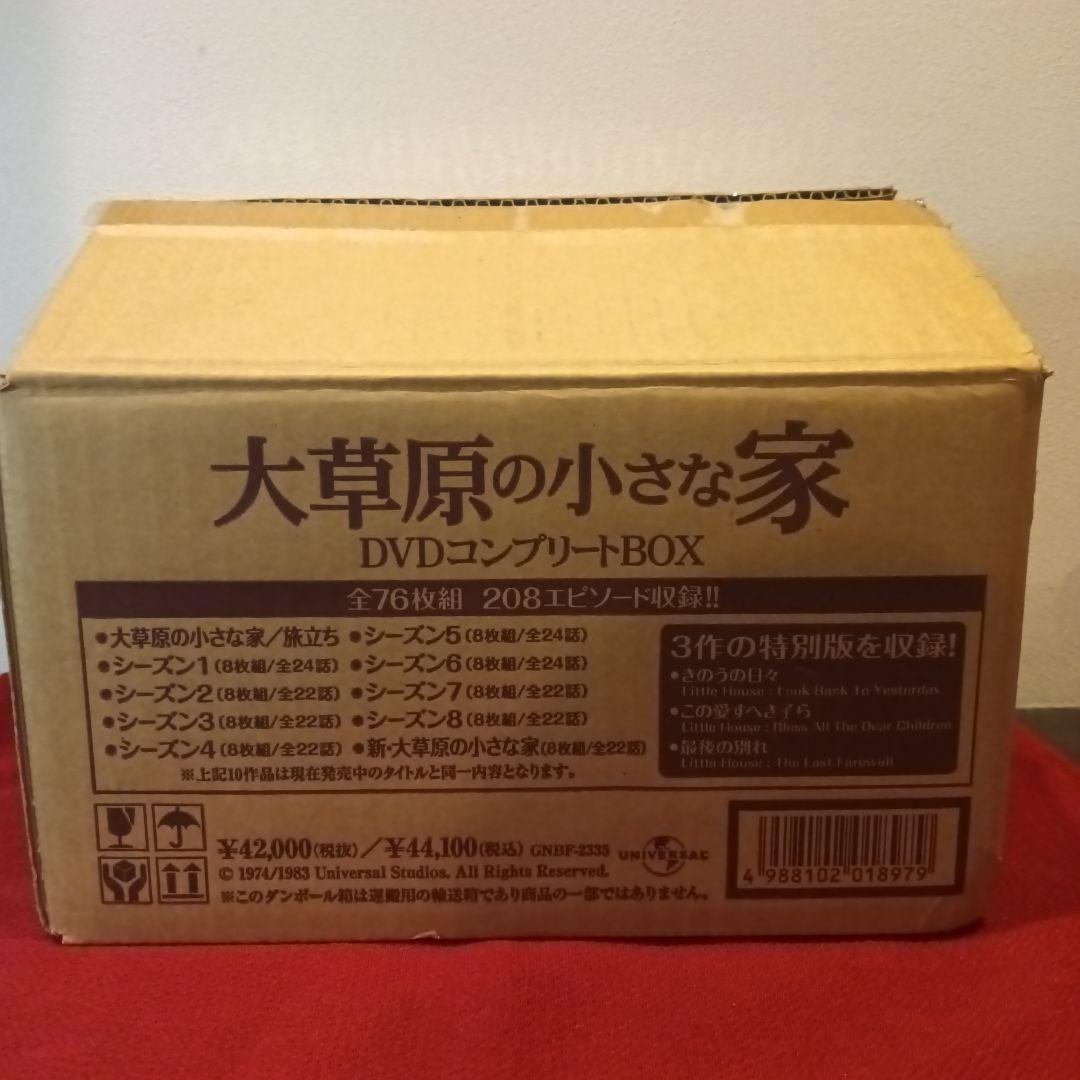 大草原の小さな家
DVDコンプリートBOX
全76枚組 208エピソード収録!!
●大草原の小さな家/旅立ち
●シーズン1(8枚組/全24話)
●シーズン2(8枚組/全22話)
●シーズン3(8枚組/全22話)
●シーズン4(8枚組/全22話)
●シーズン5(8枚組/全24話)
●シーズン6(8枚組/全24話)
●シーズン7(8枚組/全22話)
●シーズン8(8枚組/全22話)
●新・大草原の小さな家(8枚組/全22話)
※上記10作品は現在発売中のタイトルと同一内容となります。
3作の特別版を収録!
●きのうの日々
Little House : Look Back To Yesterday
●この愛すべき子ら
Little House : Bless All The Dear Children
●最後の別れ
Little House : The Last Farewell
¥42,000(税抜)/¥44,100(税込) GNBF-2335
UNIVERSAL
© 1974/1983 Universal Studios. All Rights Reserved.
※このダンボール箱は運搬用の輸送箱であり商品の一部ではありません。
4 988102 018979